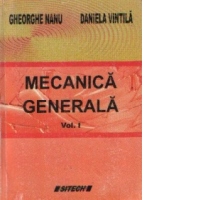 GHEORGHE NANU DANIELA VINTILĂ
MECANICĂ
GENERALĂ
Vol. I
SITECH